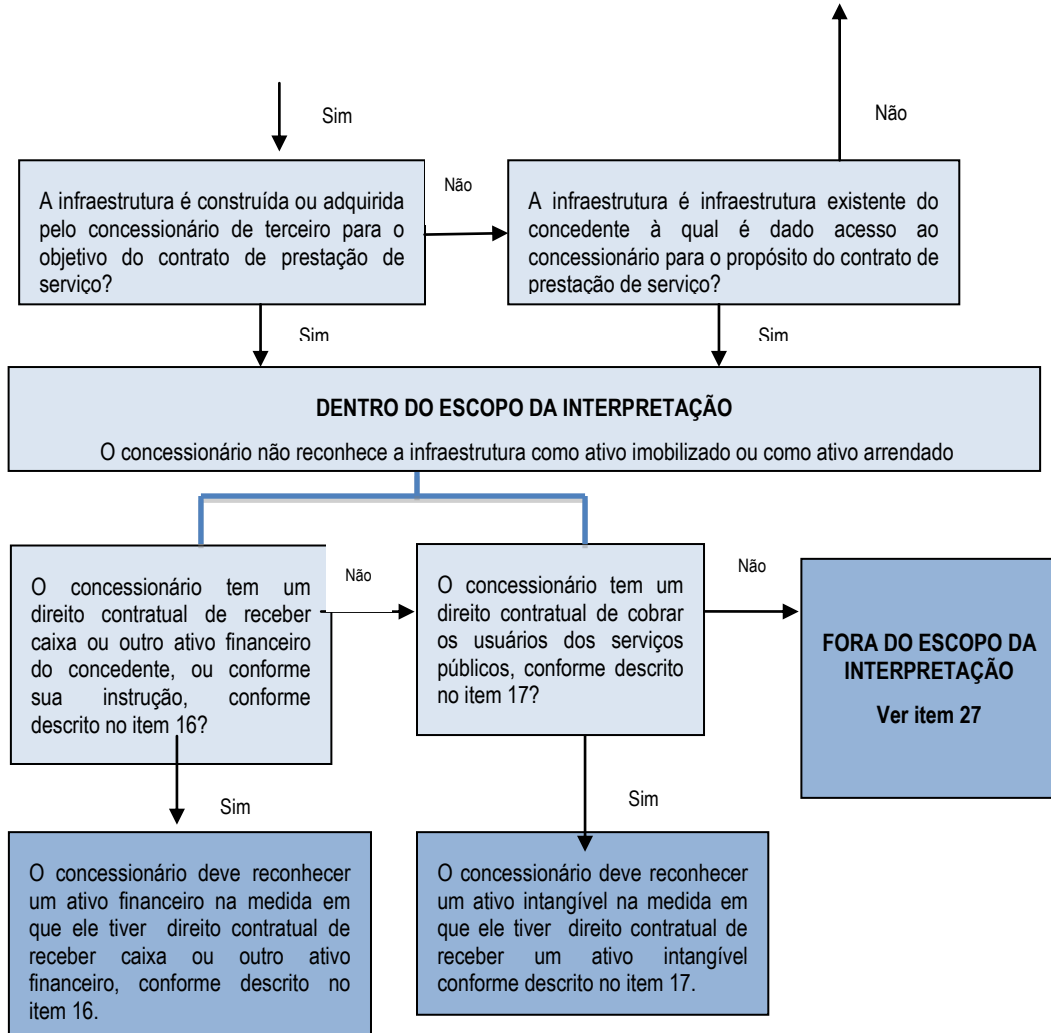 Sim
Não
A infraestrutura é construída ou adquirida
pelo concessionário de terceiro para o
objetivo do contrato de prestação de
serviço?
Não
A infraestrutura é infraestrutura existente do
concedente à qual é dado acesso ao
concessionário para o propósito do contrato de
prestação de serviço?
Sim
Sim
DENTRO DO ESCOPO DA INTERPRETAÇÃO
O concessionário não reconhece a infraestrutura como ativo imobilizado ou como ativo arrendado
O concessionário tem um
direito contratual de receber
caixa ou outro ativo financeiro
do concedente, ou conforme
sua instrução, conforme
descrito no item 16?
Não
O concessionário tem um
direito contratual de cobrar
os usuários dos serviços
públicos, conforme descrito
no item 17?
Não
FORA DO ESCOPO DA
INTERPRETAÇÃO
Ver item 27
Sim
Sim
O concessionário deve reconhecer
um ativo financeiro na medida em
que ele tiver direito contratual de
receber caixa ou outro ativo
financeiro, conforme descrito no
item 16.
O concessionário deve reconhecer
um ativo intangível na medida em
que ele tiver direito contratual de
receber um ativo intangível
conforme descrito no item 17.